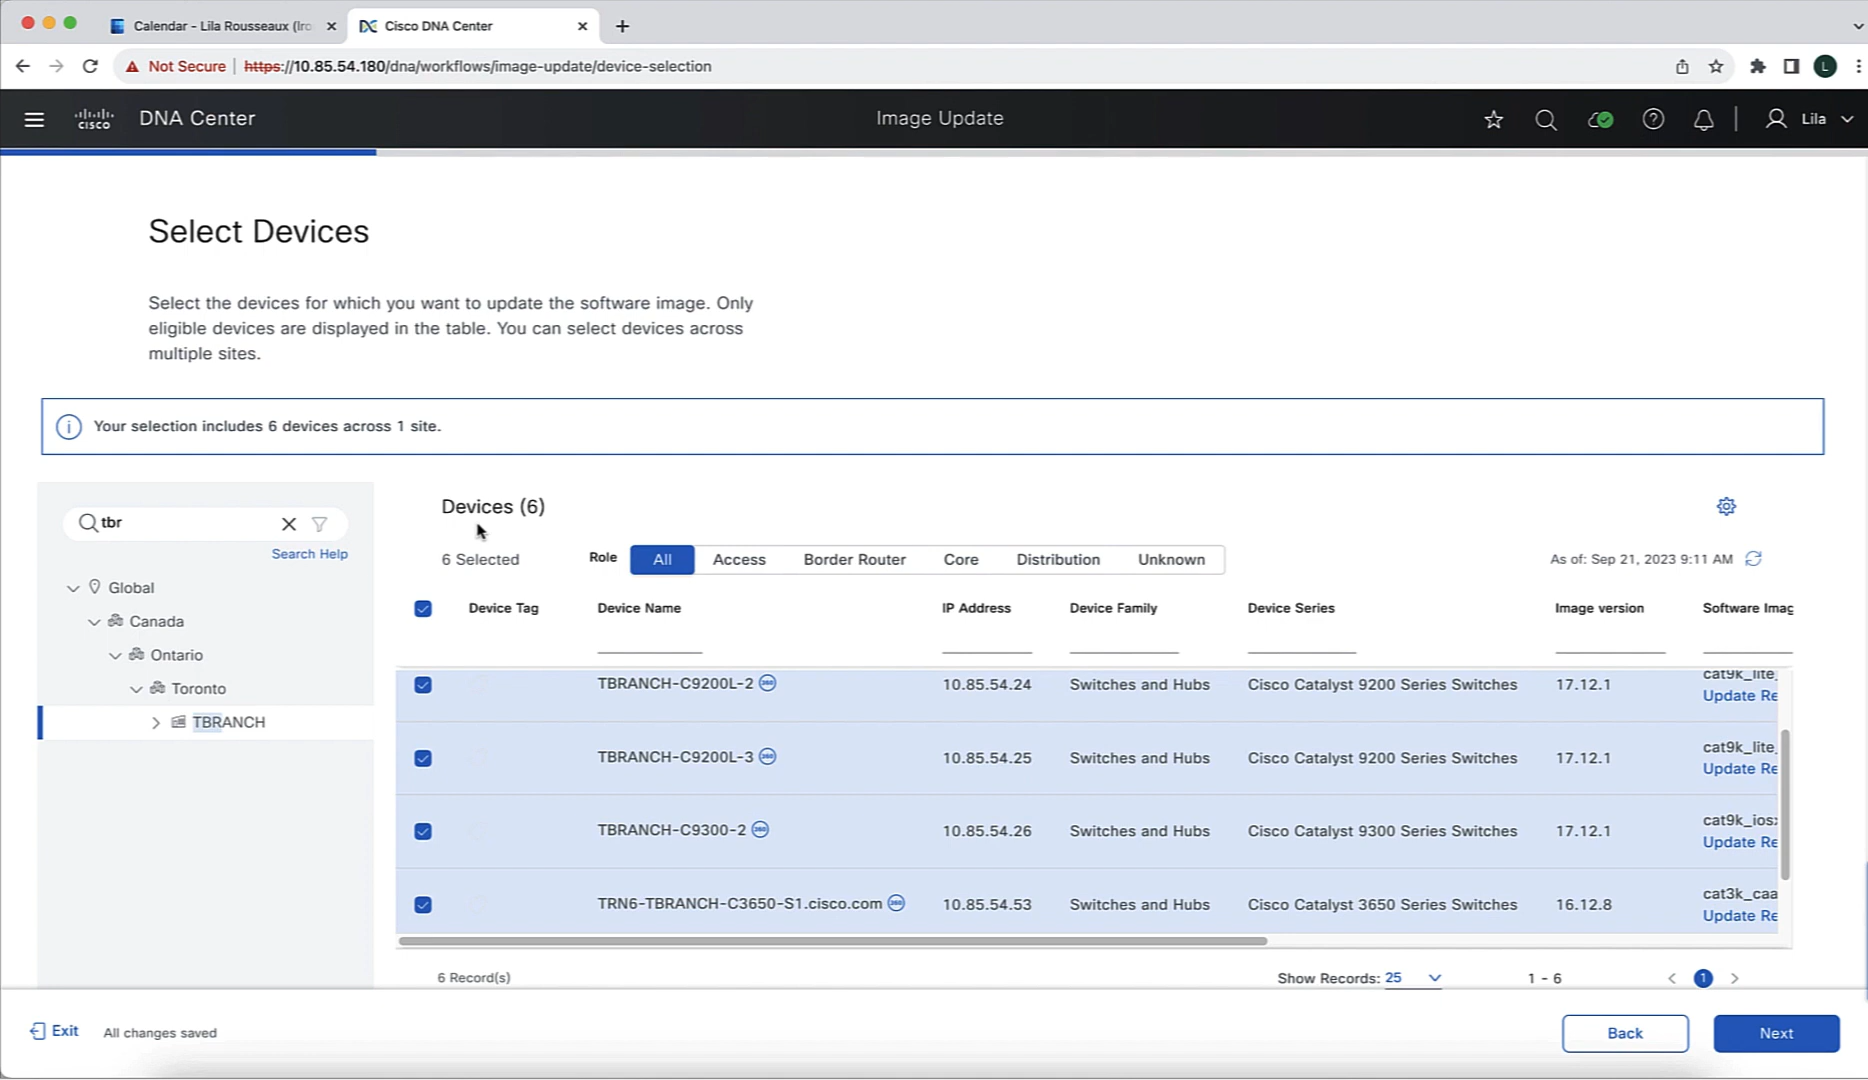 Calendar - Lila Rousseaux (Iro
Cisco DNA Center
Not Secure
https://10.85.54.180/dna/workflows/image-update/device-selection
L
CISCO
DNA Center
Image Update
Lila
Select Devices
Select the devices for which you want to update the software image. Only
eligible devices are displayed in the table. You can select devices across
multiple sites.
Your selection includes 6 devices across 1 site.
tbr
Search Help
Global
Canada
Ontario
Toronto
TBRANCH
Devices (6)
6 Selected
Role
All
Access
Border Router
Core
Distribution
Unknown
As of: Sep 21, 2023 9:11 AM
Device Tag
Device Name
IP Address
Device Family
Device Series
Image version
Software Imag
TBRANCH-C9200L-2 360
10.85.54.24
Switches and Hubs
Cisco Catalyst 9200 Series Switches
17.12.1
cat9k_lite_
Update Re
TBRANCH-C9200L-3 360
10.85.54.25
Switches and Hubs
Cisco Catalyst 9200 Series Switches
17.12.1
cat9k_lite_
Update Re
TBRANCH-C9300-2 360
10.85.54.26
Switches and Hubs
Cisco Catalyst 9300 Series Switches
17.12.1
cat9k_iosx
Update Re
TRN6-TBRANCH-C3650-S1.cisco.com 360
10.85.54.53
Switches and Hubs
Cisco Catalyst 3650 Series Switches
16.12.8
cat3k_caa
Update Re
6 Record(s)
Show Records: 25
1 - 6
1
Exit
All changes saved
Back
Next